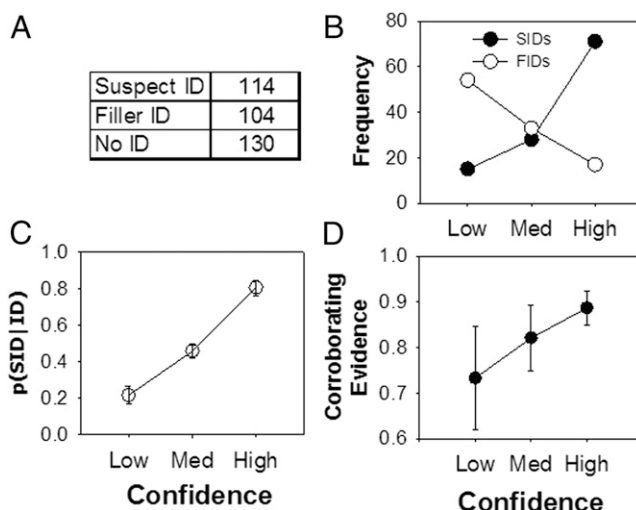 A
Suspect ID 114
Filler ID 104
No ID 130
B
80
60
40
20
0
Frequency
SIDs
FIDs
Low Med High
C
1.0
0.8
0.6
0.4
0.2
0.0
p(SID|ID)
Low Med High
Confidence
D
1.0
0.9
0.8
0.7
0.6
Corroborating
Evidence
Low Med High
Confidence